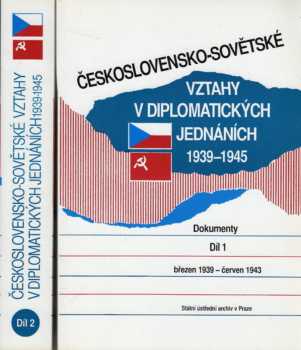 ČESKOSLOVENSKO-SOVĚTSKÉ VZTAHY
V DIPLOMATICKÝCH JEDNÁNÍCH 1939-1945
Díl 2
ČESKOSLOVENSKO-SOVĚTSKÉ
VZTAHY
V DIPLOMATICKÝCH
JEDNÁNÍCH
1939–1945
Dokumenty
Díl 1
březen 1939 – červen 1943
Státní ústřední archiv v Praze